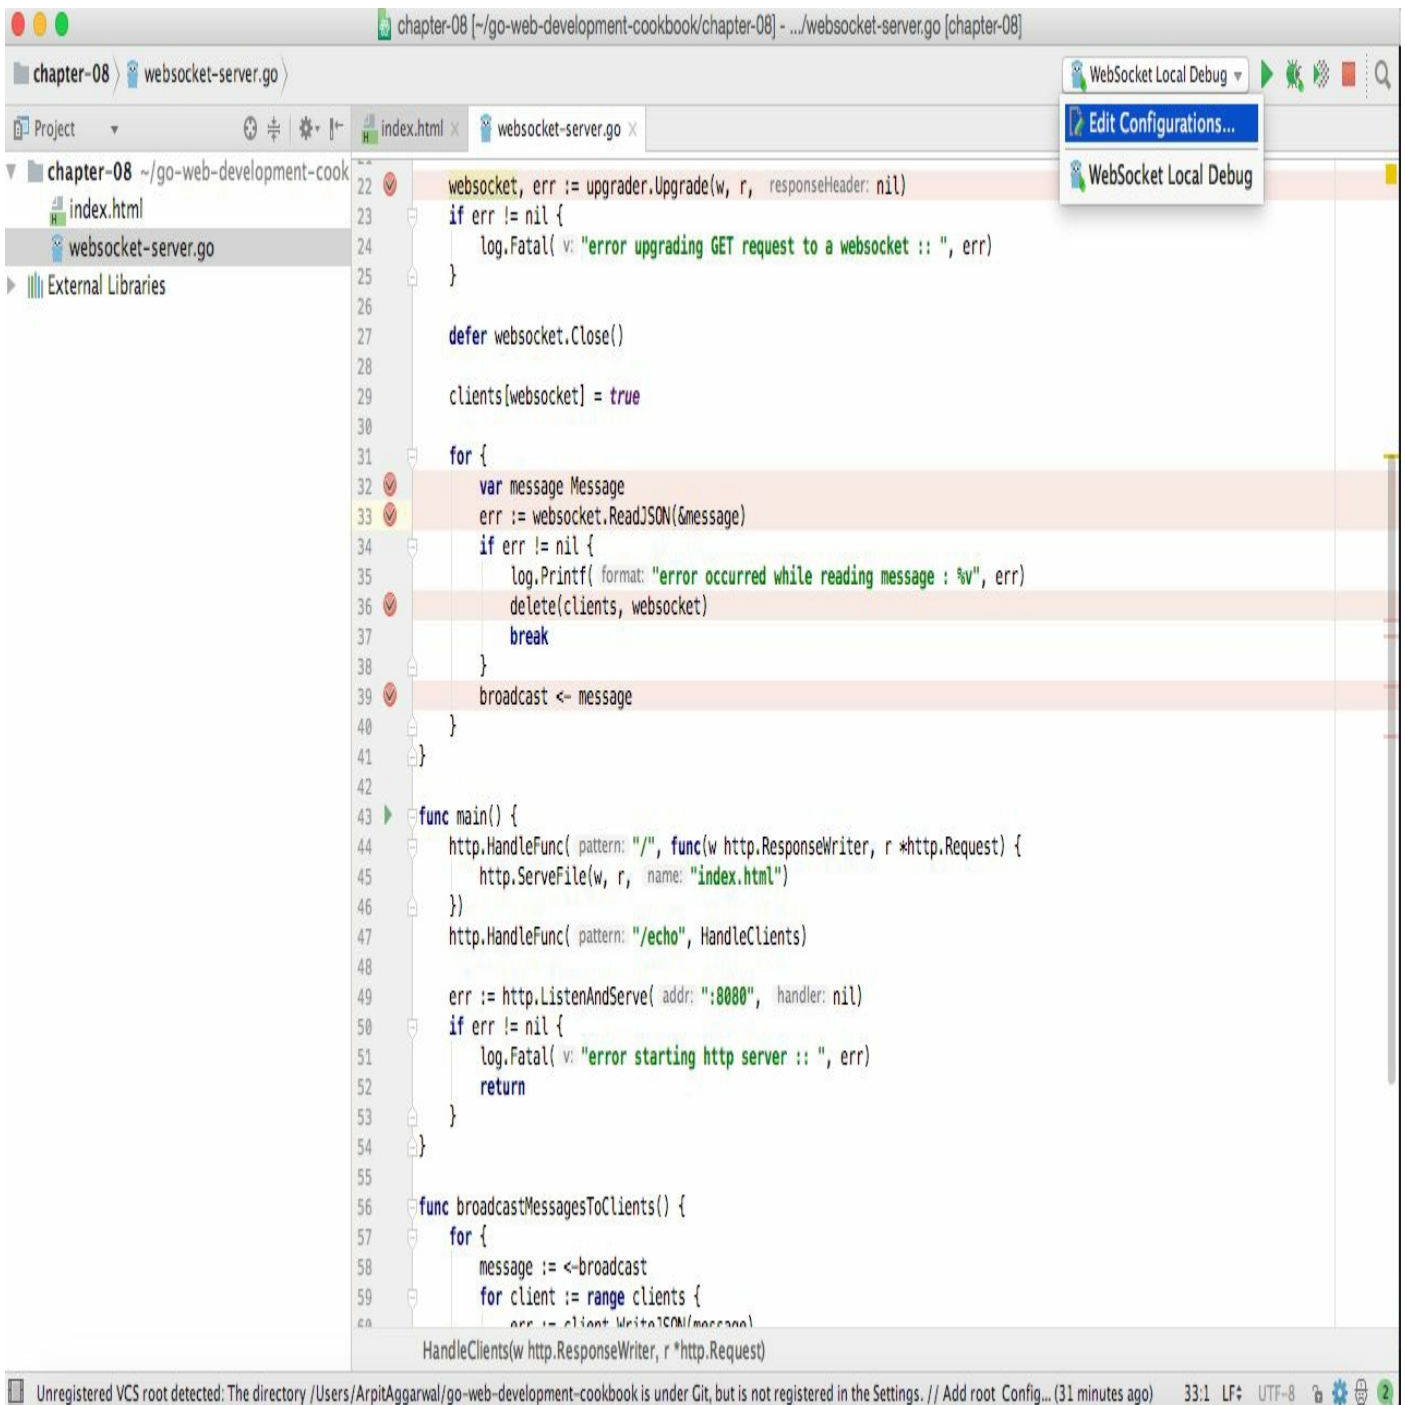 chapter-08 [~/go-web-development-cookbook/chapter-08] - .../websocket-server.go [chapter-08]
chapter-08 websocket-server.go
WebSocket Local Debug
Edit Configurations...
WebSocket Local Debug
Project
index.html
websocket-server.go
chapter-08 ~/go-web-development-cook
index.html
websocket-server.go
External Libraries
22 websocket, err := upgrader.Upgrade(w, r, responseHeader: nil)
23 if err != nil {
24 log.Fatal( v: "error upgrading GET request to a websocket :: ", err)
25 }
26
27 defer websocket.Close()
28
29 clients[websocket] = true
30
31 for {
32 var message Message
33 err := websocket.ReadJSON(&message)
34 if err != nil {
35 log.Printf( format: "error occurred while reading message : %v", err)
36 delete(clients, websocket)
37 break
38 }
39 broadcast <- message
40 }
41 }
42
43 func main() {
44 http.HandleFunc( pattern: "/", func(w http.ResponseWriter, r *http.Request) {
45 http.ServeFile(w, r, name: "index.html")
46 })
47 http.HandleFunc( pattern: "/echo", HandleClients)
48
49 err := http.ListenAndServe( addr: ":8080", handler: nil)
50 if err != nil {
51 log.Fatal( v: "error starting http server :: ", err)
52 return
53 }
54 }
55
56 func broadcastMessagesToClients() {
57 for {
58 message := <-broadcast
59 for client := range clients {
err := client.WriteJSON(message)
HandleClients(w http.ResponseWriter, r *http.Request)
Unregistered VCS root detected: The directory /Users/ArpitAggarwal/go-web-development-cookbook is under Git, but is not registered in the Settings. // Add root Config... (31 minutes ago) 33:1 LF UTF-8 2